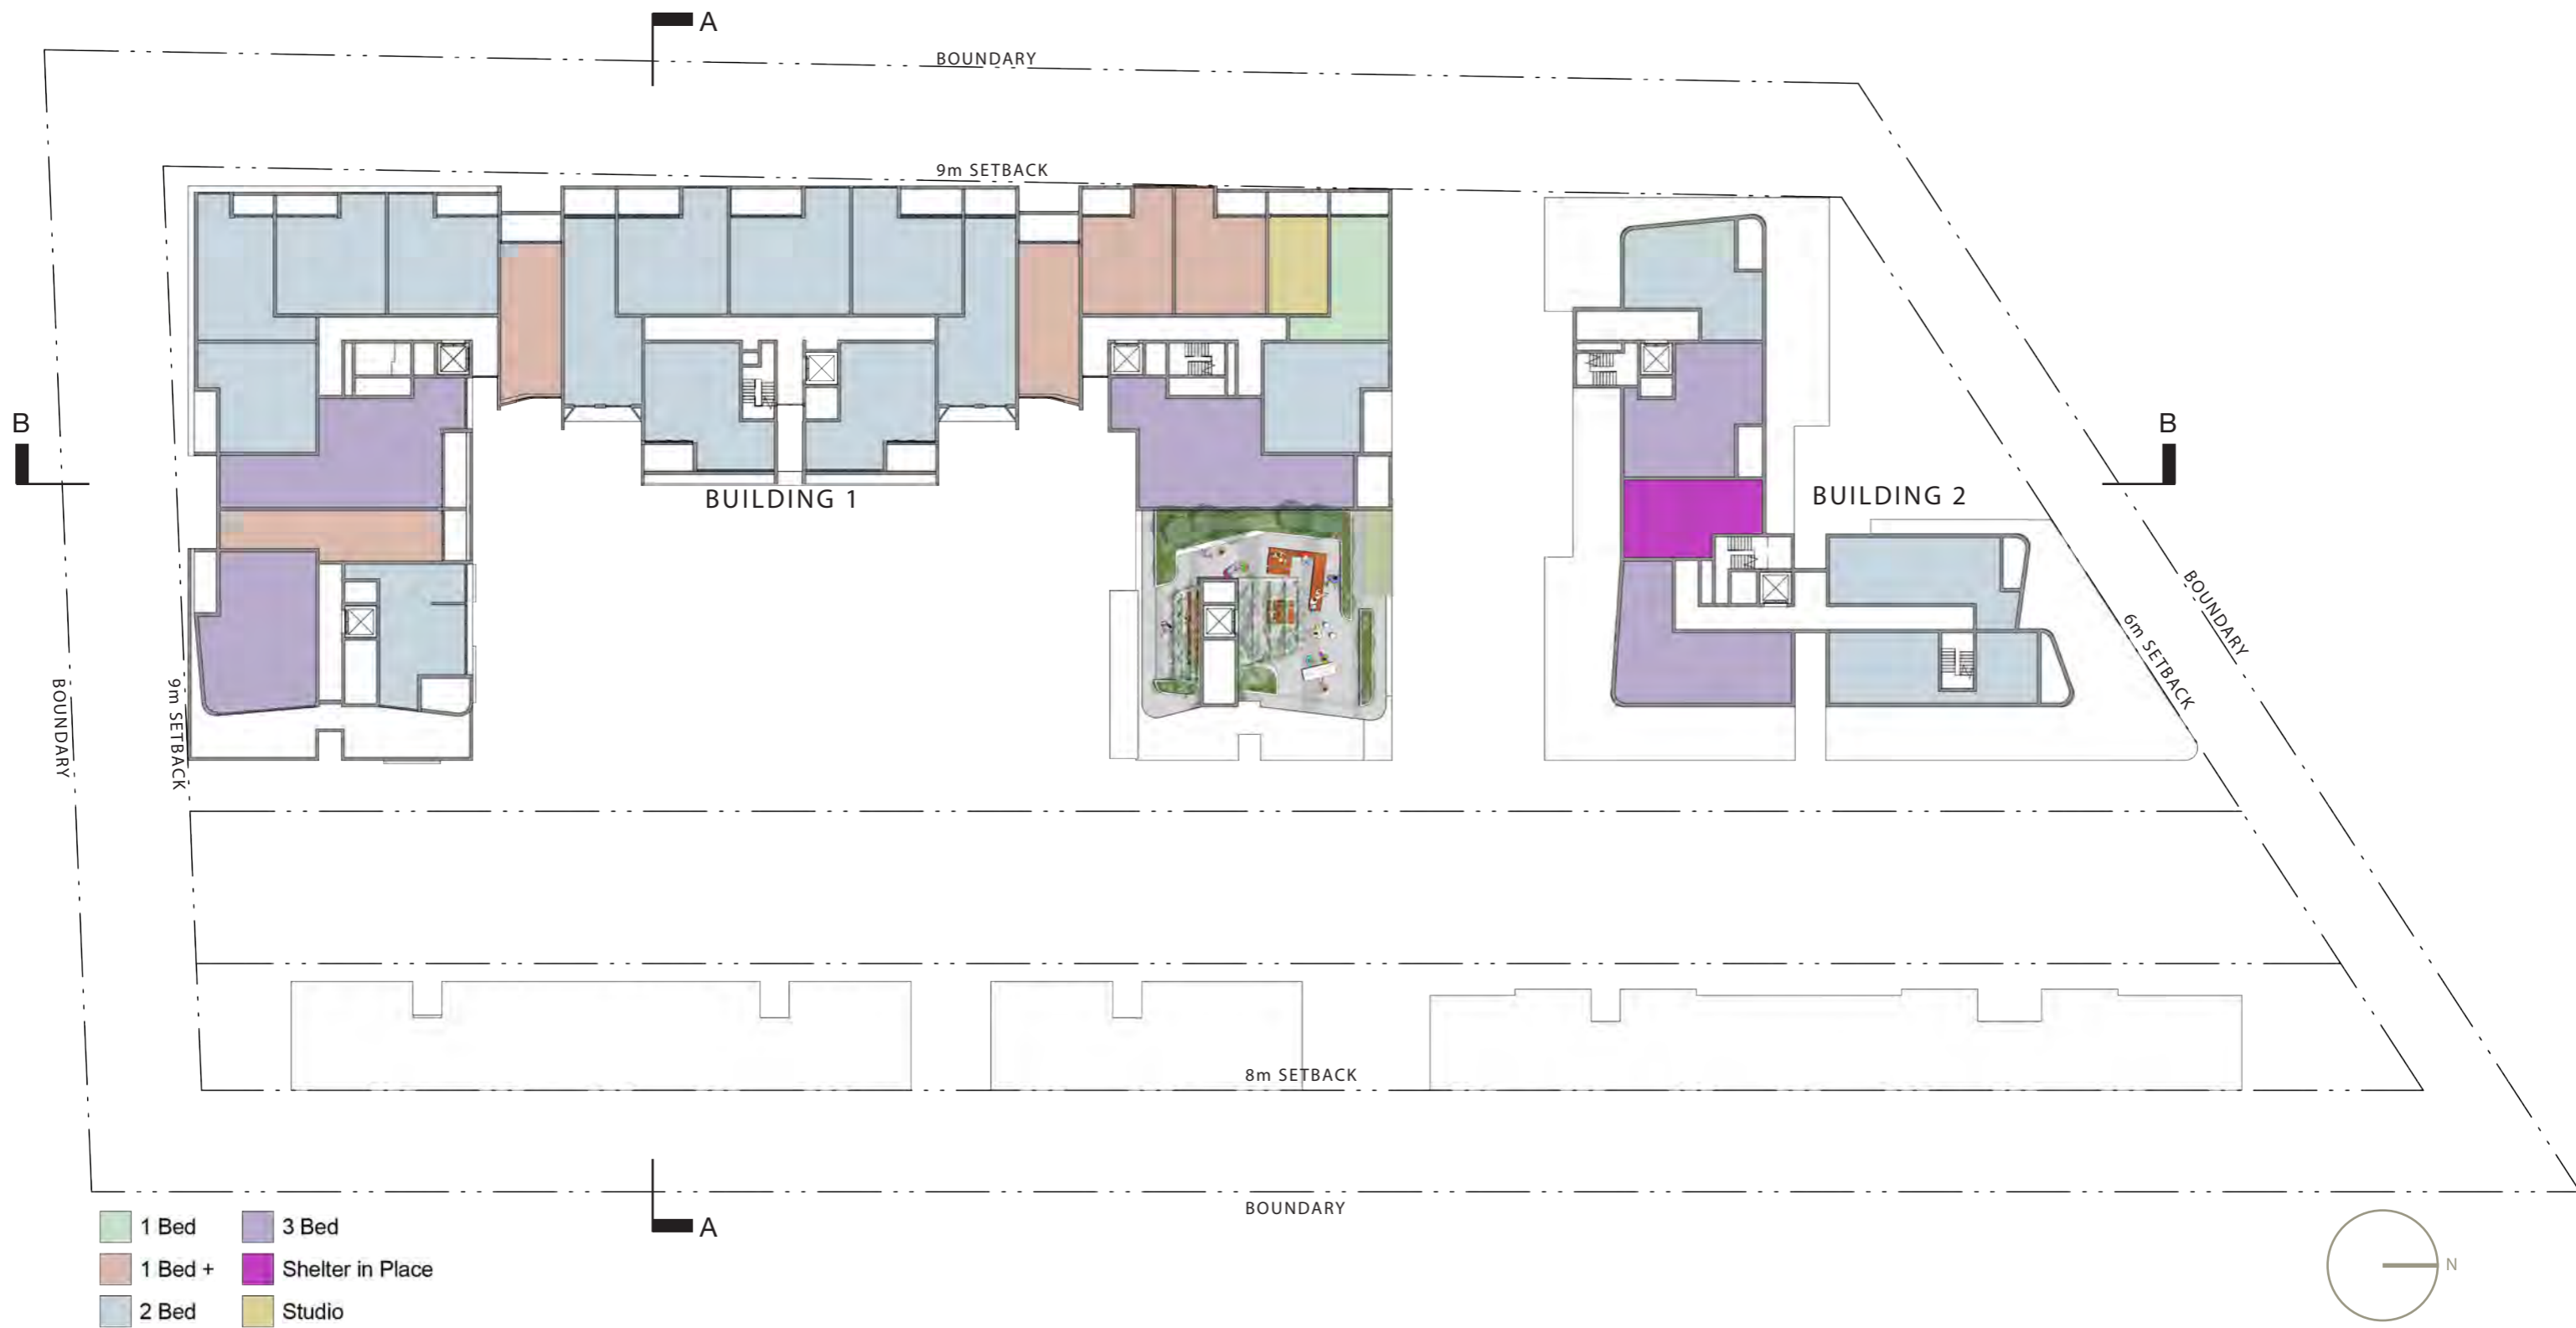 A
BOUNDARY
9m SETBACK
B
B
BUILDING 1
BUILDING 2
BOUNDARY
9m SETBACK
6m SETBACK
BOUNDARY
8m SETBACK
BOUNDARY
A
1 Bed
3 Bed
1 Bed +
Shelter in Place
2 Bed
Studio
N